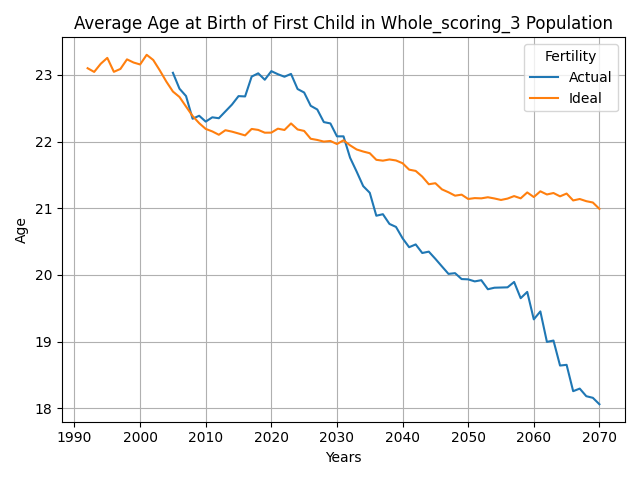 Average Age at Birth of First Child in Whole_scoring_3 Population
Fertility
Actual
Ideal
23
22
21
20
19
18
Age
1990 2000 2010 2020 2030 2040 2050 2060 2070
Years